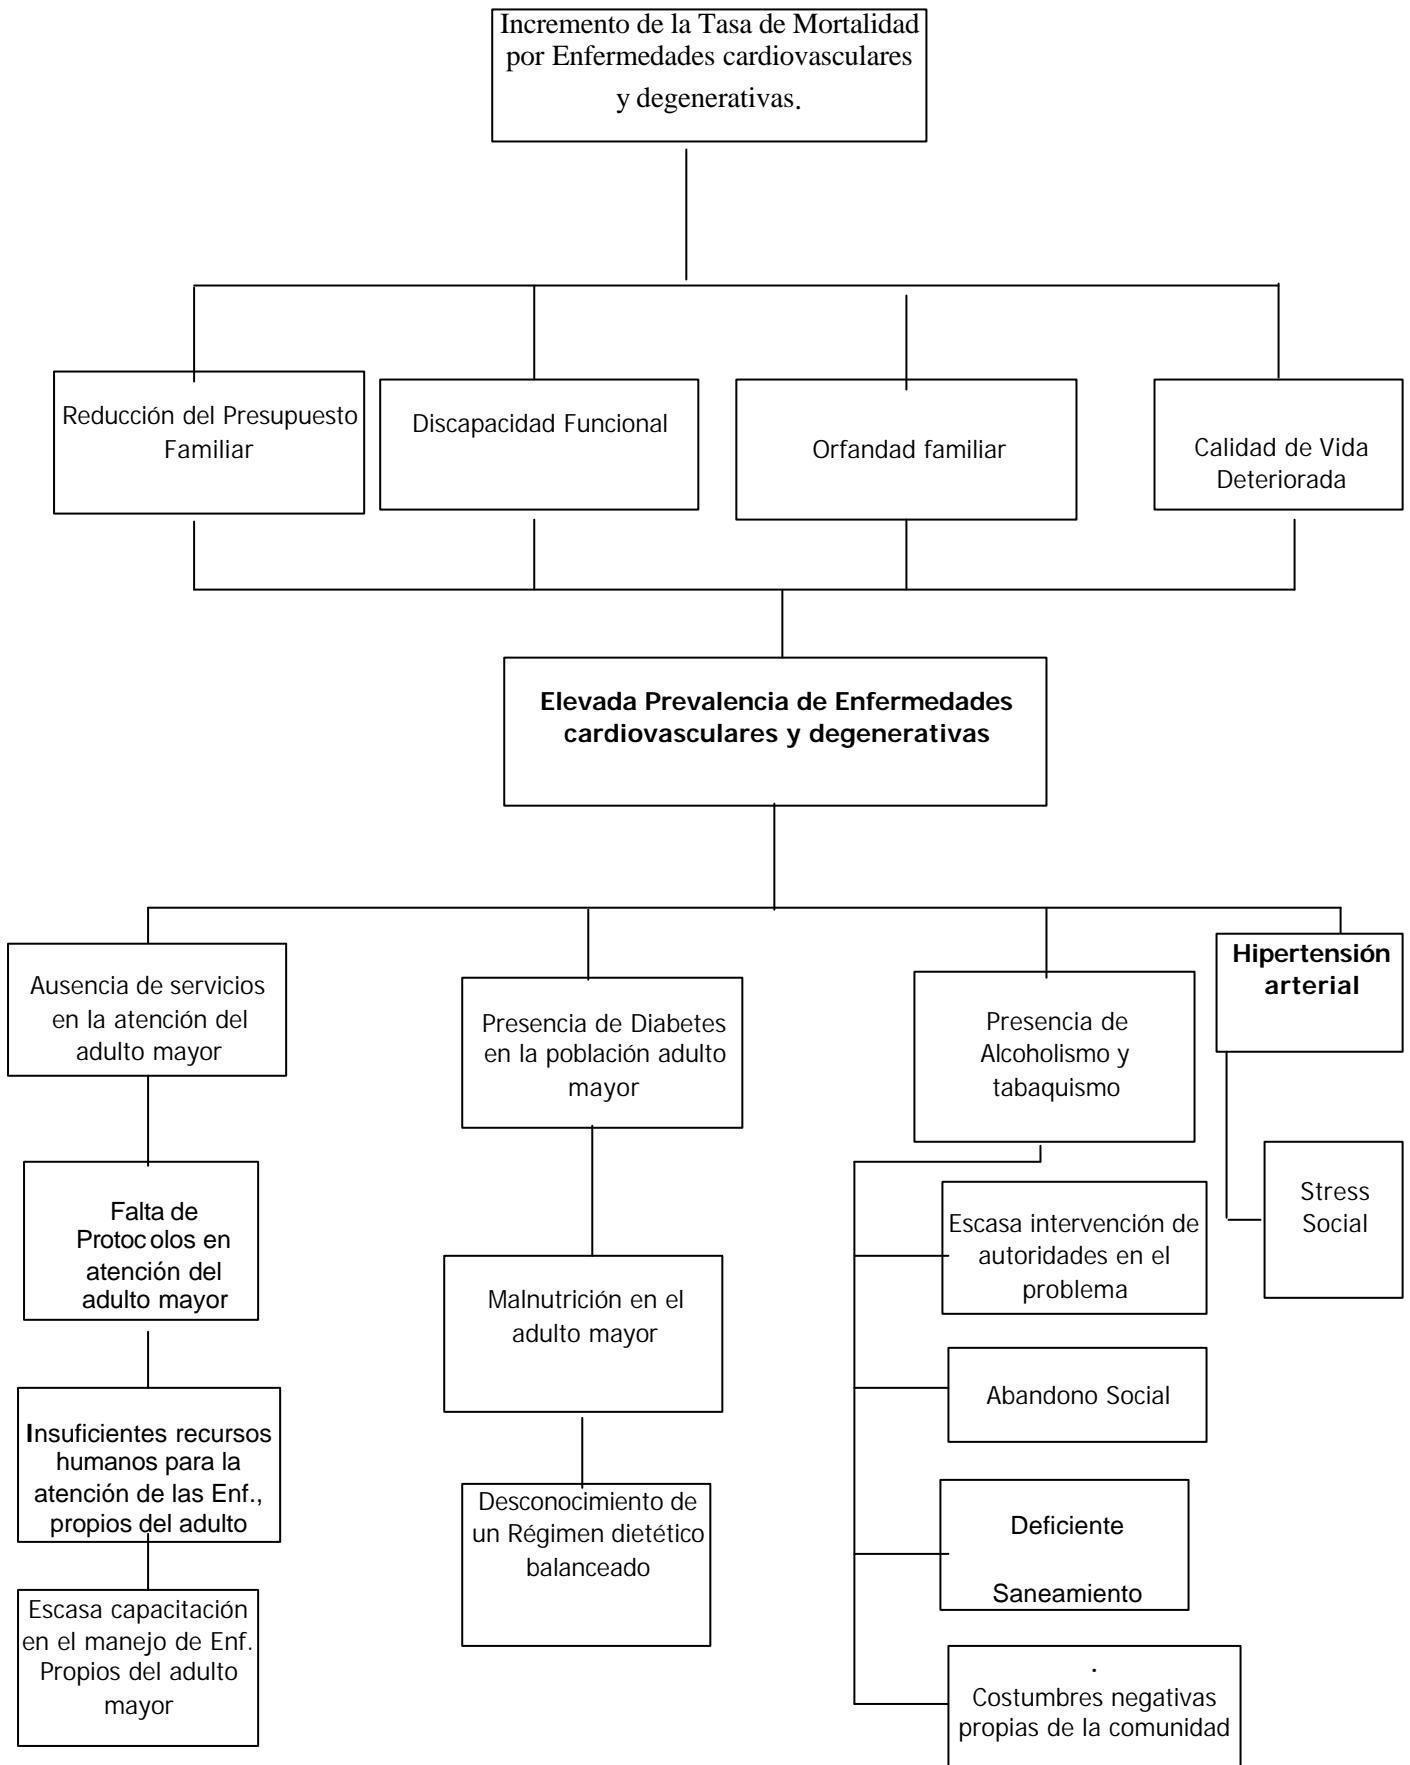 Incremento de la Tasa de Mortalidad
por Enfermedades cardiovasculares
y degenerativas.
Reducción del Presupuesto
Familiar
Discapacidad Funcional
Orfandad familiar
Calidad de Vida
Deteriorada
Elevada Prevalencia de Enfermedades
cardiovasculares y degenerativas
Ausencia de servicios
en la atención del
adulto mayor
Presencia de Diabetes
en la población adulto
mayor
Presencia de
Alcoholismo y
tabaquismo
Hipertensión
arterial
Falta de
Protocolos en
atención del
adulto mayor
Malnutrición en el
adulto mayor
Escasa intervención de
autoridades en el
problema
Stress
Social
Insuficientes recursos
humanos para la
atención de las Enf.,
propios del adulto
Desconocimiento de
un Régimen dietético
balanceado
Abandono Social
Deficiente
Saneamiento
Escasa capacitación
en el manejo de Enf.
Propios del adulto
mayor
.
Costumbres negativas
propias de la comunidad